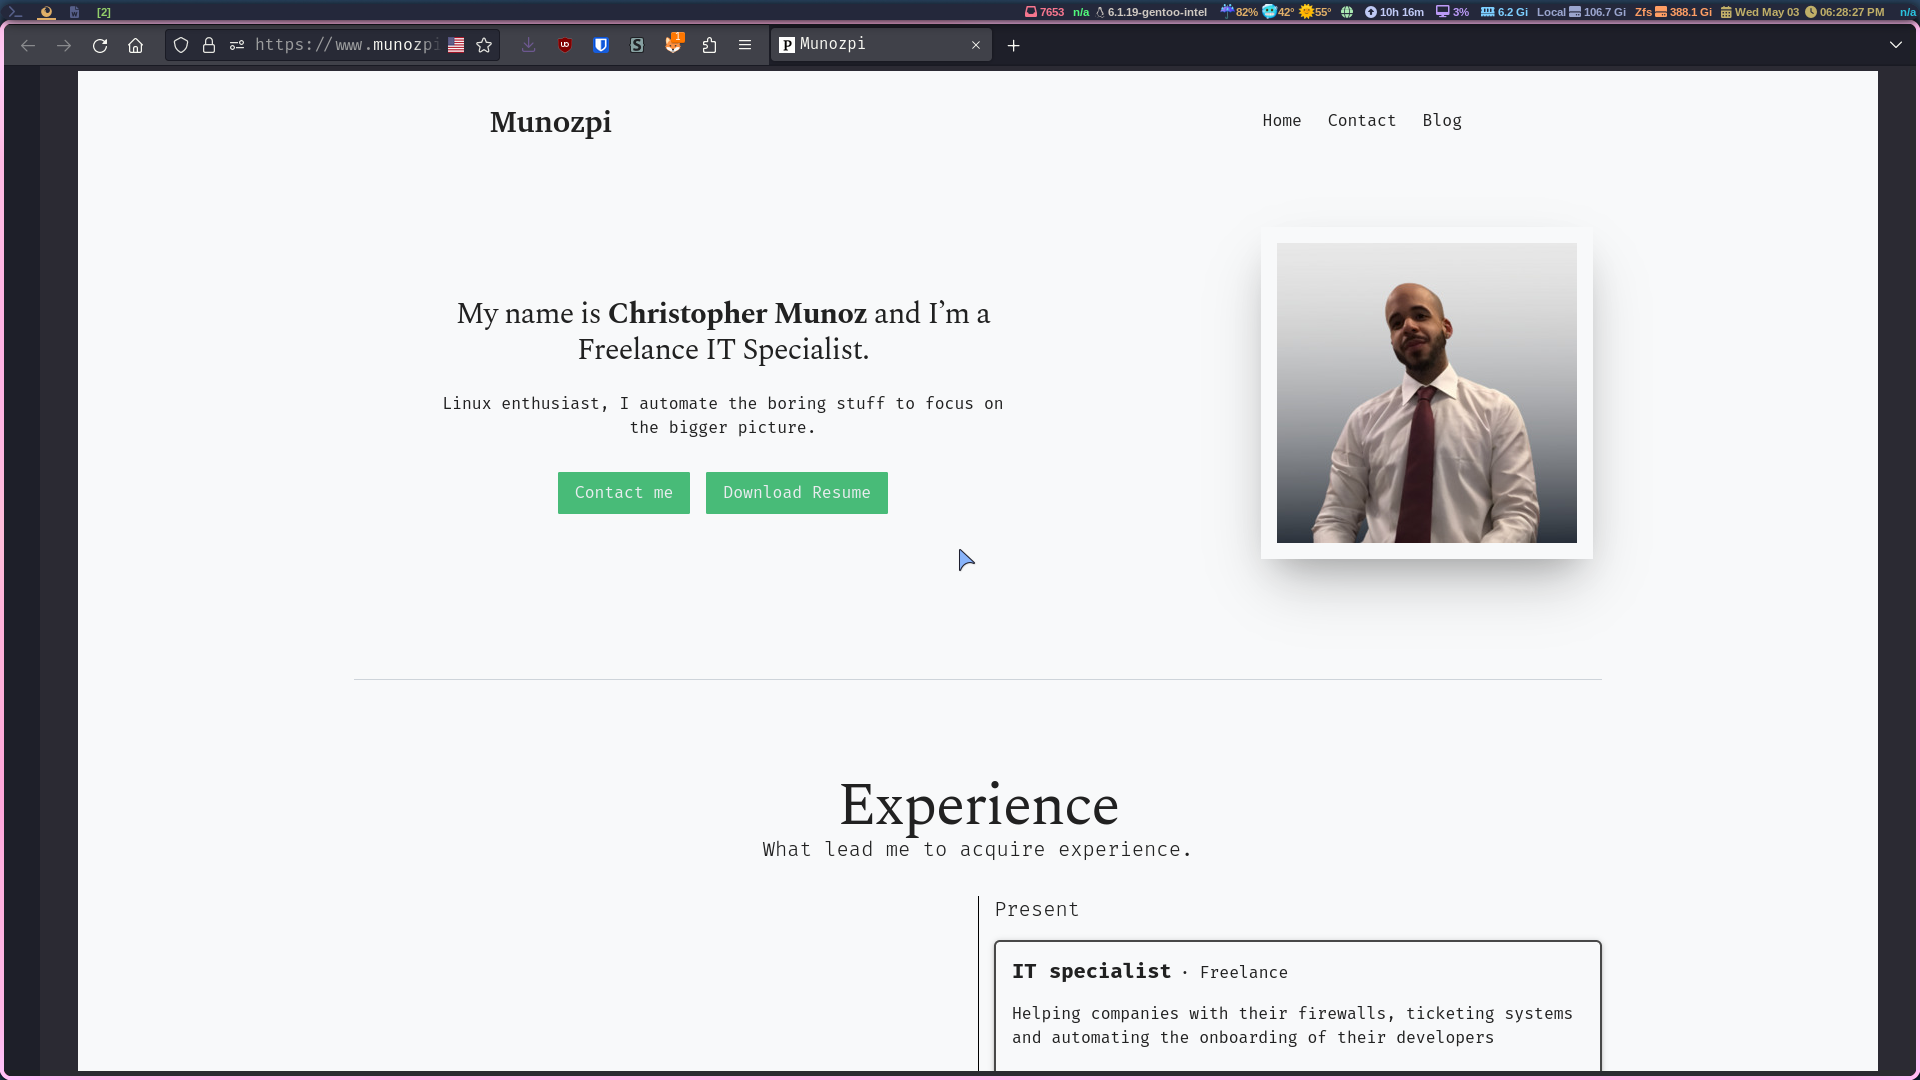 [2]
7653 n/a 6.1.19-gentoo-intel 82% 42° 55° 10h 16m 3% 6.2 Gi Local 106.7 Gi Zfs 388.1 Gi Wed May 03 06:28:27 PM n/a
https://www.munozpi
1
Munozpi
Munozpi
Home Contact Blog
My name is Christopher Munoz and I’m a
Freelance IT Specialist.
Linux enthusiast, I automate the boring stuff to focus on
the bigger picture.
Contact me Download Resume
Experience
What lead me to acquire experience.
Present
IT specialist · Freelance
Helping companies with their firewalls, ticketing systems
and automating the onboarding of their developers